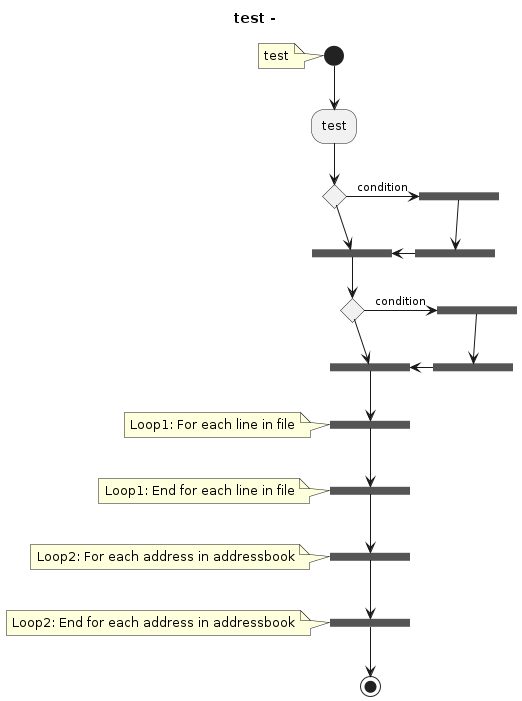 test -
test
test
condition
condition
Loop1: For each line in file
Loop1: End for each line in file
Loop2: For each address in addressbook
Loop2: End for each address in addressbook